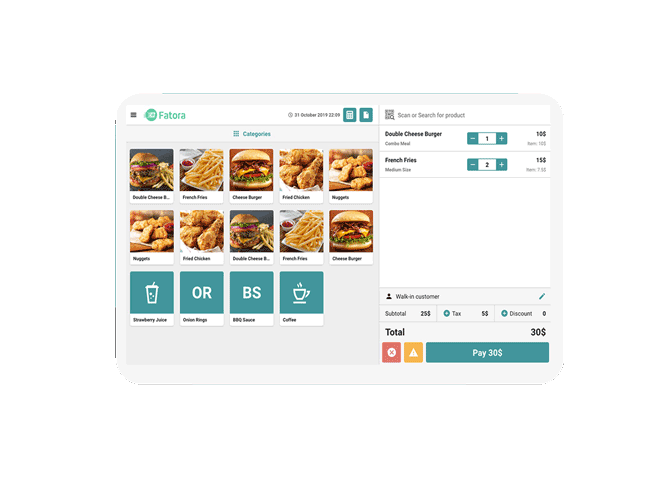 Fatora
31 October 2019 22:09
Categories
Double Cheese B...
French Fries
Cheese Burger
Fried Chicken
Nuggets
Nuggets
Fried Chicken
Double Cheese B...
French Fries
Cheese Burger
OR
BS
Strawberry Juice
Onion Rings
BBQ Sauce
Coffee
Scan or Search for product
Double Cheese Burger
Combo Meal
− 1 +
10$
Item: 10$
French Fries
Medium Size
− 2 +
15$
Item: 7.5$
Walk-in customer
Subtotal 25$
Tax 5$
Discount 0
Total 30$
Pay 30$